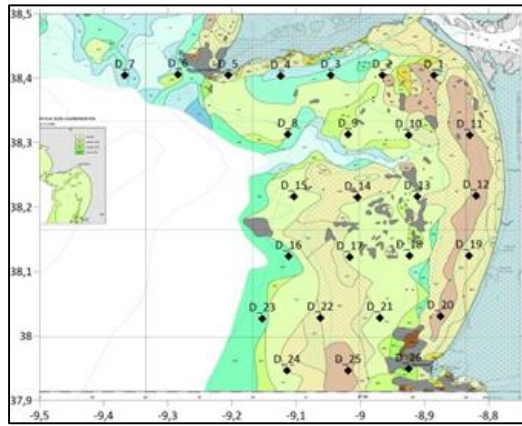 38,5
D_7 D_6 D_5 D_4 D_3 D_2 D_1
38,4
D_8 D_9 D_10 D_11
38,3
D_15 D_14 D_13 D_12
38,2
D_16 D_17 D_18 D_19
38,1
D_23 D_22 D_21 D_20
38
D_24 D_25 D_26
37,9
-9,5 -9,4 -9,3 -9,2 -9,1 -9 -8,9 -8,8